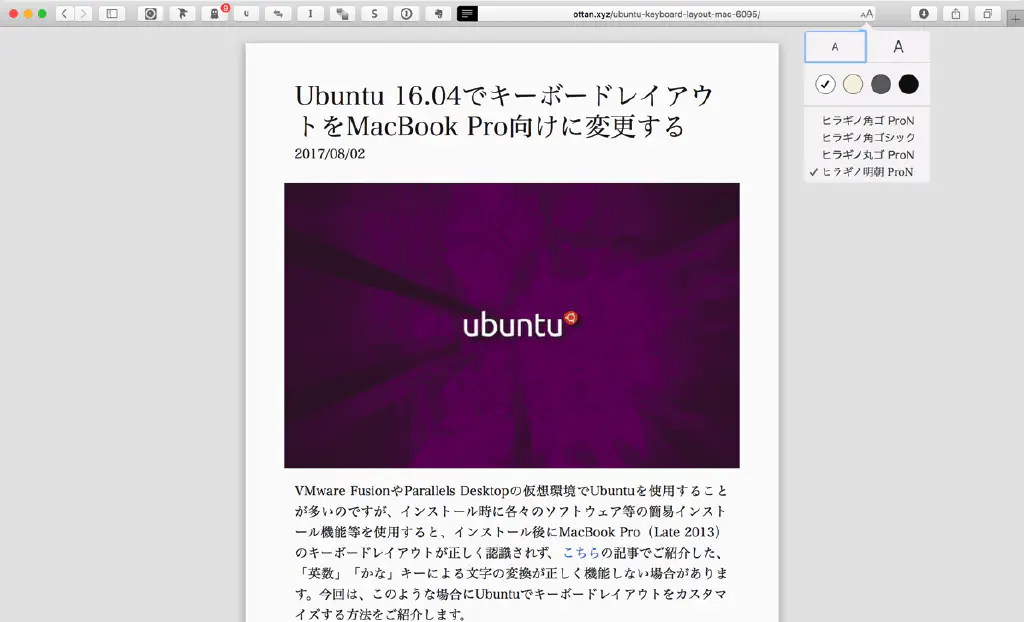 9
u
I
S
ottan.xyz/ubuntu-keyboard-layout-mac-6095/
AA
A
A
ヒラギノ角ゴ ProN
ヒラギノ角ゴシック
ヒラギノ丸ゴ ProN
✓ヒラギノ明朝 ProN
Ubuntu 16.04でキーボードレイアウ
トをMacBook Pro向けに変更する
2017/08/02
ubuntu
VMware FusionやParallels Desktopの仮想環境でUbuntuを使用すること
が多いのですが、インストール時に各々のソフトウェア等の簡易インスト
ール機能等を使用すると、インストール後にMacBook Pro（Late 2013）
のキーボードレイアウトが正しく認識されず、こちらの記事でご紹介した、
「英数」「かな」キーによる文字の変換が正しく機能しない場合がありま
す。今回は、このような場合にUbuntuでキーボードレイアウトをカスタマ
イズする方法をご紹介します。